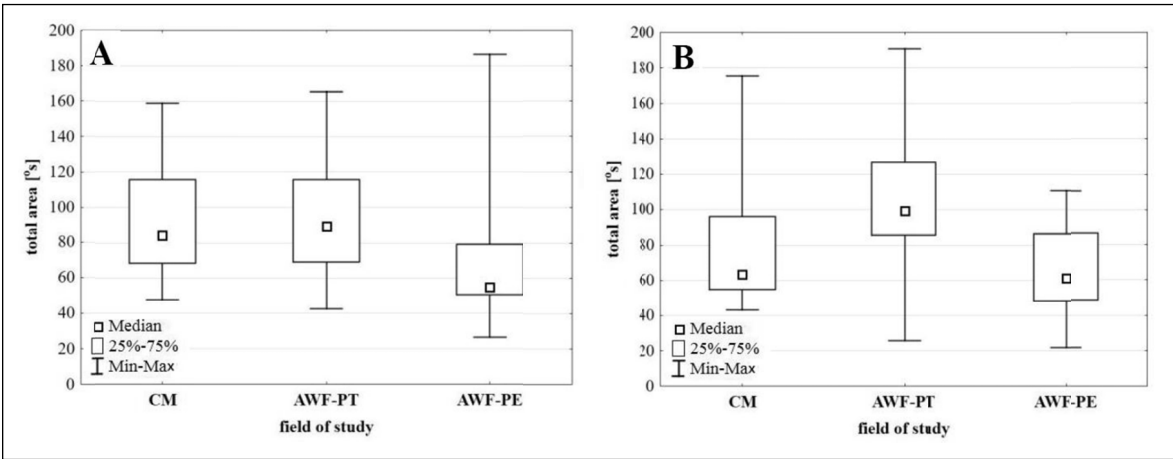 A
total area [°s]
200
180
160
140
120
100
80
60
40
20
0
Median
25%-75%
Min-Max
CM AWF-PT AWF-PE
field of study
B
total area [°s]
200
180
160
140
120
100
80
60
40
20
0
Median
25%-75%
Min-Max
CM AWF-PT AWF-PE
field of study